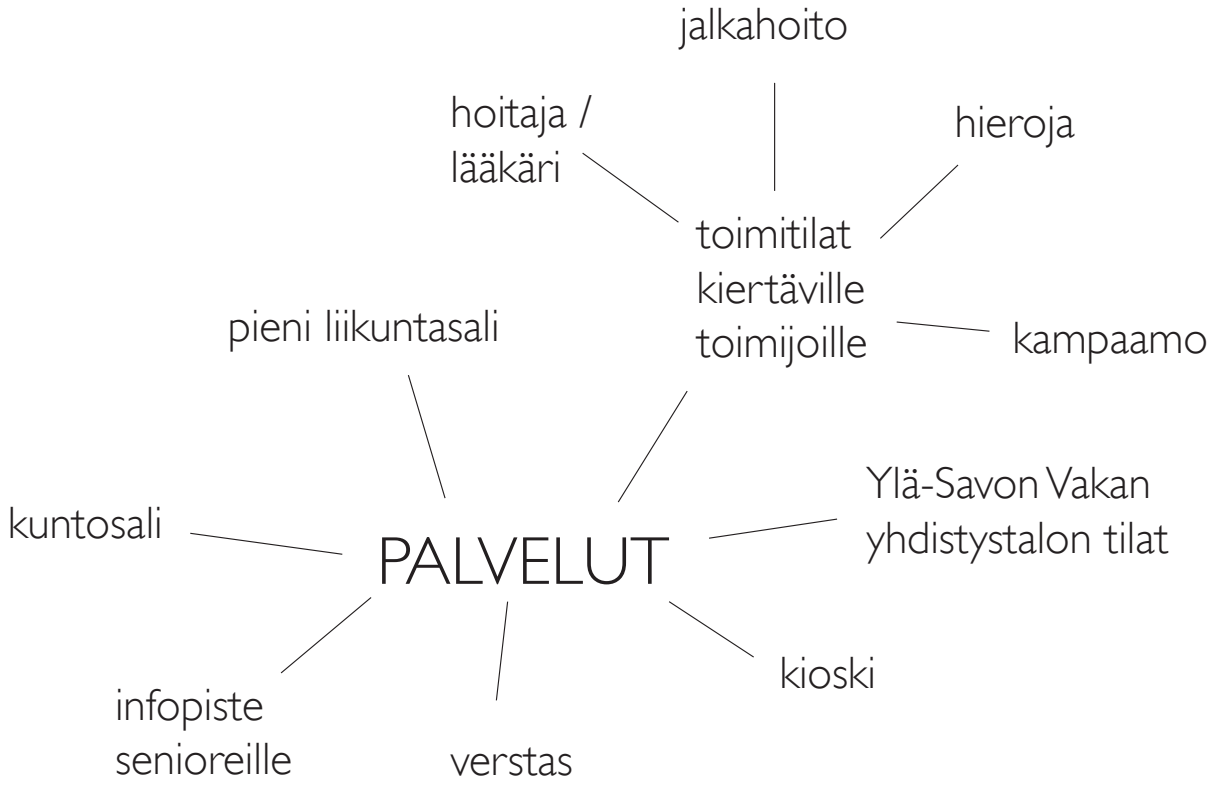 jalkahoito
hoitaja /
lääkäri
hieroja
toimitilat
kiertäville
toimijoille
pieni liikuntasali
kampaamo
Ylä-Savon Vakan
yhdistystalon tilat
kuntosali
PALVELUT
kioski
infopiste
senioreille
verstas